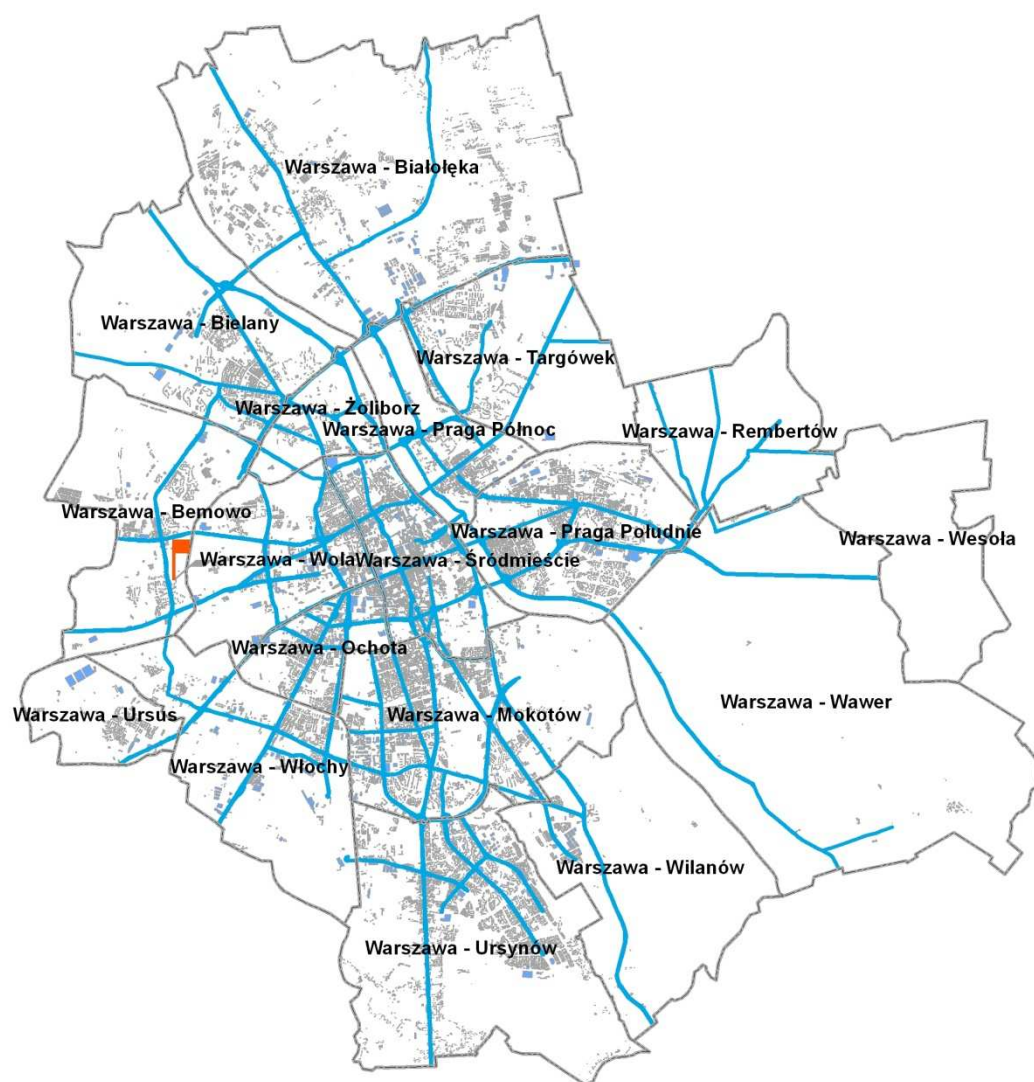 Warszawa - Białołęka
Warszawa - Bielany
Warszawa - Targówek
Warszawa - Żoliborz
Warszawa - Praga Północ
Warszawa - Rembertów
Warszawa - Bemowo
Warszawa - Praga Południe
Warszawa - Wesoła
Warszawa - Wola
Warszawa - Śródmieście
Warszawa - Ochota
Warszawa - Ursus
Warszawa - Mokotów
Warszawa - Wawer
Warszawa - Włochy
Warszawa - Wilanów
Warszawa - Ursynów